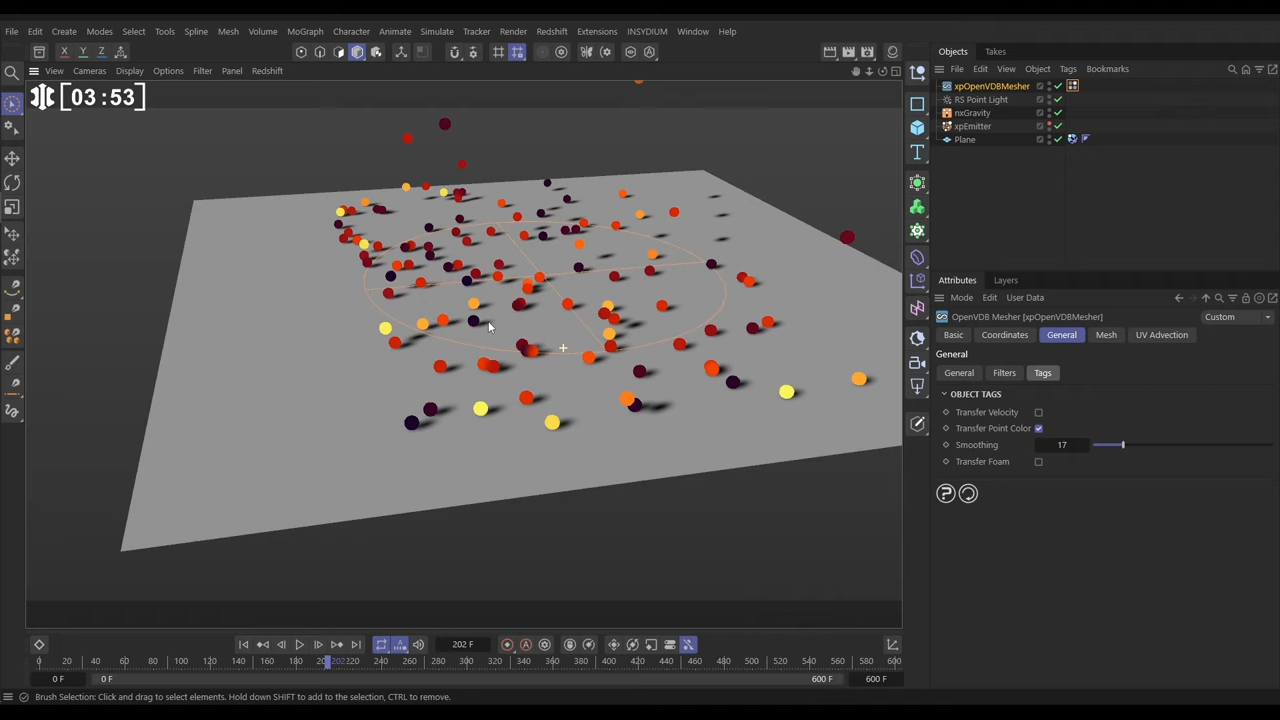 File Edit Create Modes Select Tools Spline Mesh Volume MoGraph Character Animate Simulate Tracker Render Redshift Extensions INSYDIUM Window Help
X Y Z
View Cameras Display Options Filter Panel Redshift
[03:53]
Objects Takes
File Edit View Object Tags Bookmarks
xpOpenVDBMesher
RS Point Light
nxGravity
xpEmitter
Plane
Attributes Layers
Mode Edit User Data
OpenVDB Mesher [xpOpenVDBMesher] Custom
Basic Coordinates General Mesh UV Advection
General
General Filters Tags
OBJECT TAGS
Transfer Velocity
Transfer Point Color
Smoothing 17
Transfer Foam
202 F
0 20 40 60 80 100 120 140 160 180 202 220 240 260 280 300 320 340 360 380 400 420 440 460 480 500 520 540 560 580 600
0 F 0 F 600 F 600 F
Brush Selection: Click and drag to select elements. Hold down SHIFT to add to the selection, CTRL to remove.